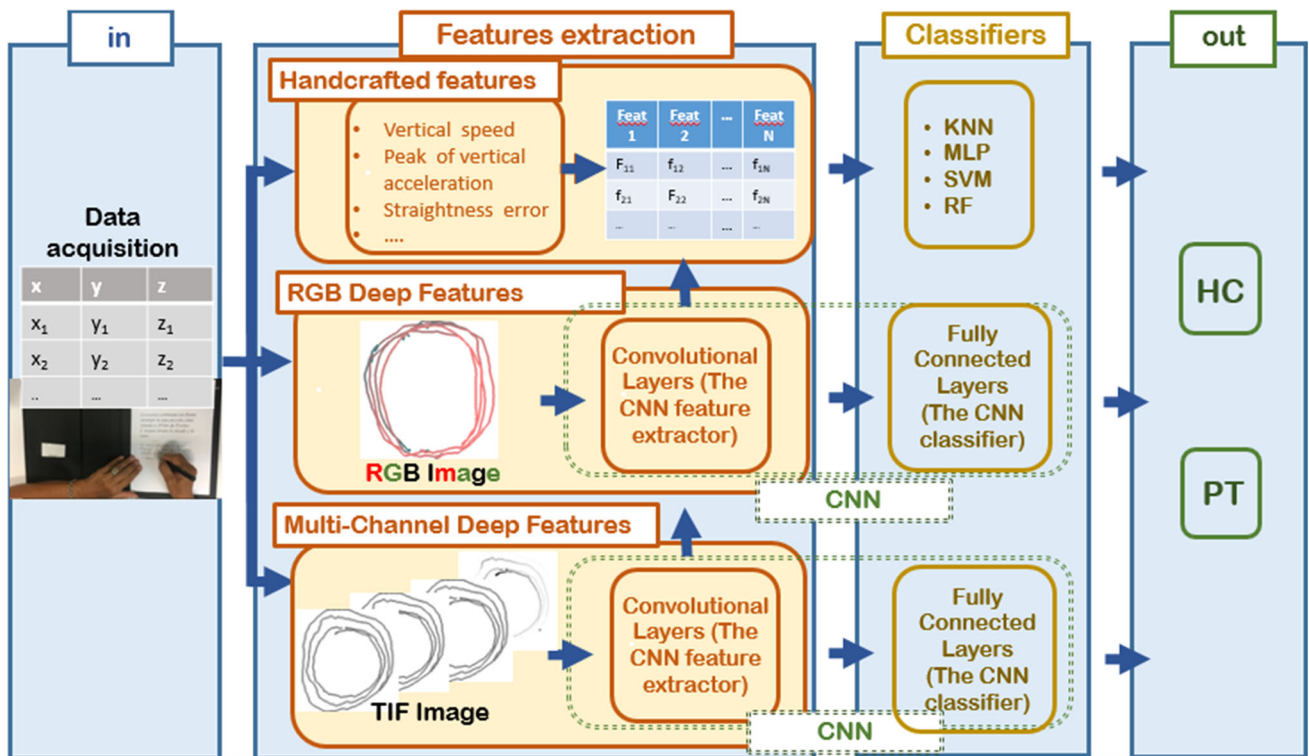 in
Features extraction
Classifiers
out
Data
acquisition
x y z
x1 y1 z1
x2 y2 z2
.. ... ...
Handcrafted features
• Vertical speed
• Peak of vertical
acceleration
• Straightness error
• ....
Feat 1 Feat 2 ... Feat N
F11 f12 ... f1N
f21 F22 ... f2N
... ... ... ...
• KNN
• MLP
• SVM
• RF
RGB Deep Features
RGB Image
Convolutional
Layers (The
CNN feature
extractor)
Fully
Connected
Layers
(The CNN
classifier)
CNN
Multi-Channel Deep Features
TIF Image
Convolutional
Layers (The
CNN feature
extractor)
Fully
Connected
Layers
(The CNN
classifier)
CNN
HC
PT